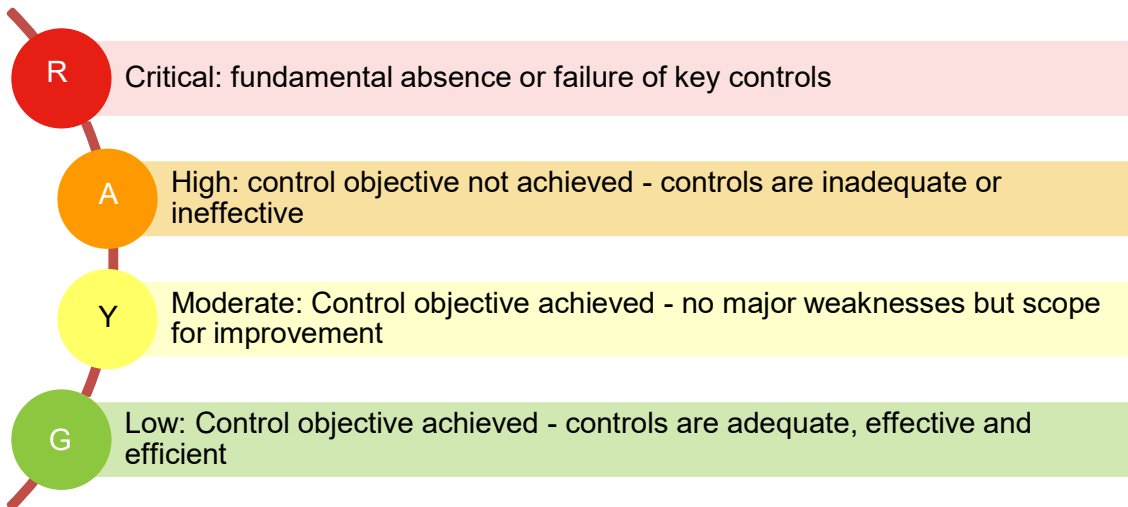 R
Critical: fundamental absence or failure of key controls
A
High: control objective not achieved - controls are inadequate or
ineffective
Y
Moderate: Control objective achieved - no major weaknesses but scope
for improvement
G
Low: Control objective achieved - controls are adequate, effective and
efficient